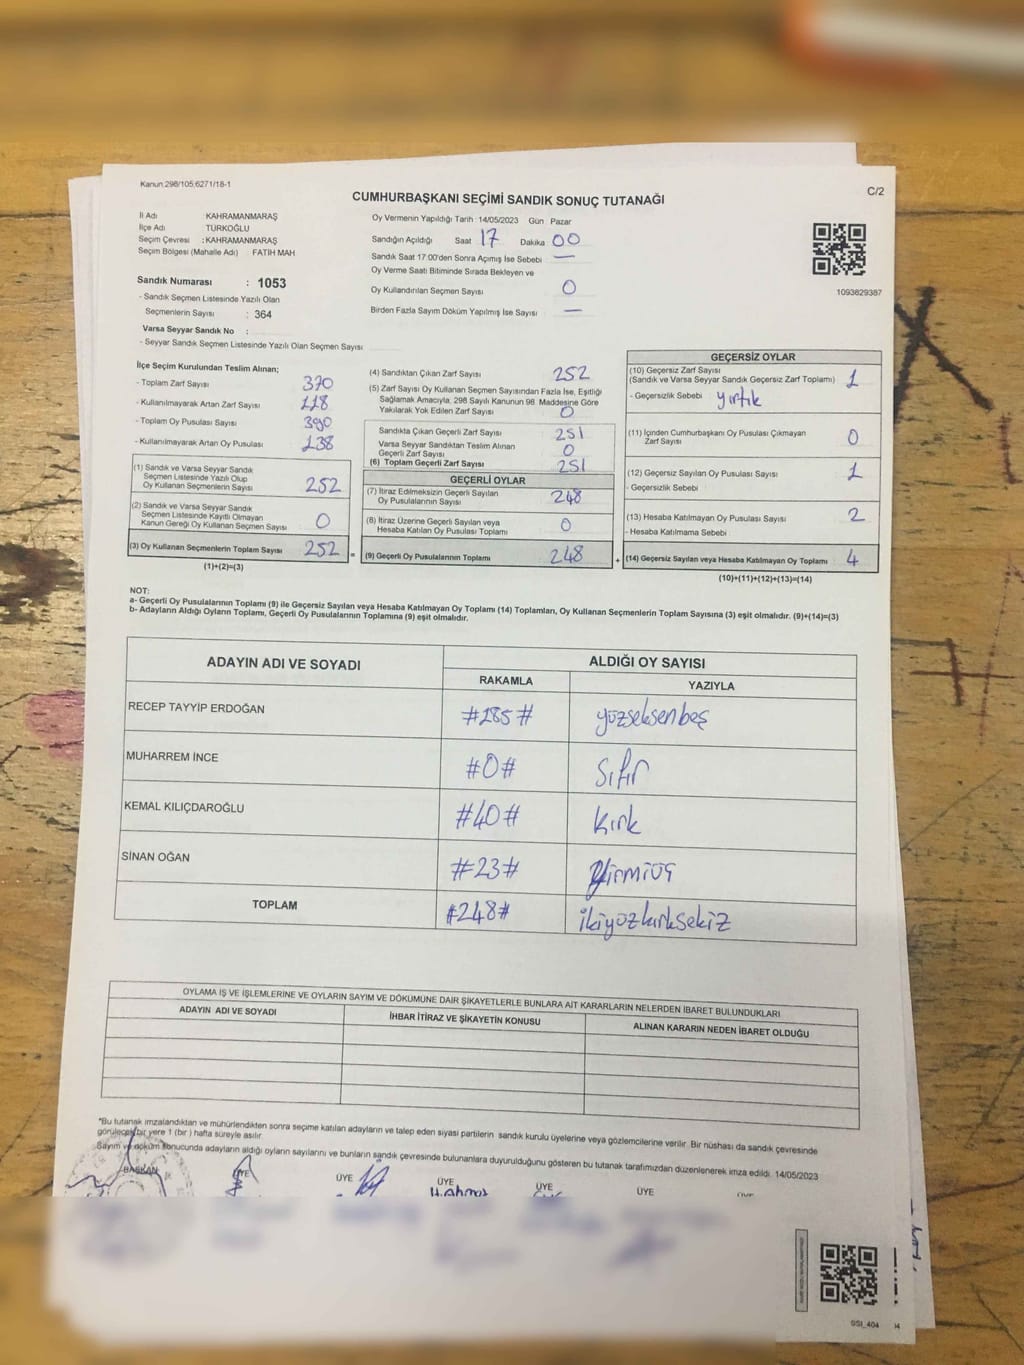 Kanun:298/105;6271/18-1
C/2
CUMHURBAŞKANI SEÇİMİ SANDIK SONUÇ TUTANAĞI
İl Adı KAHRAMANMARAŞ
İlçe Adı TÜRKOĞLU
Seçim Çevresi : KAHRAMANMARAŞ
Seçim Bölgesi (Mahalle Adı) : FATİH MAH
Sandık Numarası : 1053
- Sandık Seçmen Listesinde Yazılı Olan
Seçmenlerin Sayısı : 364
Varsa Seyyar Sandık No :
- Seyyar Sandık Seçmen Listesinde Yazılı Olan Seçmen Sayısı
Oy Vermenin Yapıldığı Tarih : 14/05/2023 Gün Pazar
Sandığın Açıldığı Saat 17 Dakika 00
Sandık Saat 17:00'den Sonra Açımış İse Sebebi —
Oy Verme Saati Bitiminde Sırada Bekleyen ve
Oy Kullandırılan Seçmen Sayısı 0
Birden Fazla Sayım Döküm Yapılmış İse Sayısı —
1093829387
İlçe Seçim Kurulundan Teslim Alınan;
- Toplam Zarf Sayısı 370
- Kullanılmayarak Artan Zarf Sayısı 118
- Toplam Oy Pusulası Sayısı 390
- Kullanılmayarak Artan Oy Pusulası 138
(1) Sandık ve Varsa Seyyar Sandık
Seçmen Listesinde Yazılı Olup
Oy Kullanan Seçmenlerin Sayısı 252
(2) Sandık ve Varsa Seyyar Sandık
Seçmen Listesinde Kayıtlı Olmayan
Kanun Gereği Oy Kullanan Seçmen Sayısı 0
(3) Oy Kullanan Seçmenlerin Toplam Sayısı 252
(1)+(2)=(3)
(4) Sandıktan Çıkan Zarf Sayısı 252
(5) Zarf Sayısı Oy Kullanan Seçmen Sayısından Fazla İse, Eşitliği
Sağlamak Amacıyla, 298 Sayılı Kanunun 98. Maddesine Göre
Yakılarak Yok Edilen Zarf Sayısı 0
Sandıkta Çıkan Geçerli Zarf Sayısı 251
Varsa Seyyar Sandıktan Teslim Alınan
Geçerli Zarf Sayısı 0
(6) Toplam Geçerli Zarf Sayısı 251
GEÇERLİ OYLAR
(7) İtiraz Edilmeksizin Geçerli Sayılan
Oy Pusulalarının Sayısı 248
(8) İtiraz Üzerine Geçerli Sayılan veya
Hesaba Katılan Oy Pusulası Toplamı 0
=
(9) Geçerli Oy Pusulalarının Toplamı 248
GEÇERSİZ OYLAR
(10) Geçersiz Zarf Sayısı
(Sandık ve Varsa Seyyar Sandık Geçersiz Zarf Toplamı) 1
- Geçersizlik Sebebi yırtık
(11) İçinden Cumhurbaşkanı Oy Pusulası Çıkmayan
Zarf Sayısı 0
(12) Geçersiz Sayılan Oy Pusulası Sayısı 1
- Geçersizlik Sebebi
(13) Hesaba Katılmayan Oy Pusulası Sayısı 2
- Hesaba Katılmama Sebebi
+
(14) Geçersiz Sayılan veya Hesaba Katılmayan Oy Toplamı 4
(10)+(11)+(12)+(13)=(14)
NOT:
a- Geçerli Oy Pusulalarının Toplamı (9) ile Geçersiz Sayılan veya Hesaba Katılmayan Oy Toplamı (14) Toplamları, Oy Kullanan Seçmenlerin Toplam Sayısına (3) eşit olmalıdır. (9)+(14)=(3)
b- Adayların Aldığı Oyların Toplamı, Geçerli Oy Pusulalarının Toplamına (9) eşit olmalıdır.
ADAYIN ADI VE SOYADI ALDIĞI OY SAYISI
RAKAMLA YAZIYLA
RECEP TAYYİP ERDOĞAN #185# yüzseksenbeş
MUHARREM İNCE #0# Sıfır
KEMAL KILIÇDAROĞLU #40# Kırk
SİNAN OĞAN #23# Yirmiüç
TOPLAM #248# ikiyüzkırksekiz
OYLAMA İŞ VE İŞLEMLERİNE VE OYLARIN SAYIM VE DÖKÜMÜNE DAİR ŞİKAYETLERLE BUNLARA AİT KARARLARIN NELERDEN İBARET BULUNDUKLARI
ADAYIN ADI VE SOYADI İHBAR İTİRAZ VE ŞİKAYETİN KONUSU ALINAN KARARIN NEDEN İBARET OLDUĞU
*Bu tutanak imzalandıktan ve mühürlendikten sonra seçime katılan adayların ve talep eden siyasi partilerin sandık kurulu üyelerine veya gözlemcilerine verilir. Bir nüshası da sandık çevresinde
görülecek bir yere 1 (bir) hafta süreyle asılır.
Sayım ve döküm sonucunda adayların aldığı oyların sayılarını ve bunların sandık çevresinde bulunanlara duyurulduğunu gösteren bu tutanak tarafımızdan düzenlenerek imza edildi. 14/05/2023
BAŞKAN ÜYE ÜYE ÜYE ÜYE ÜYE
H.Ahmet